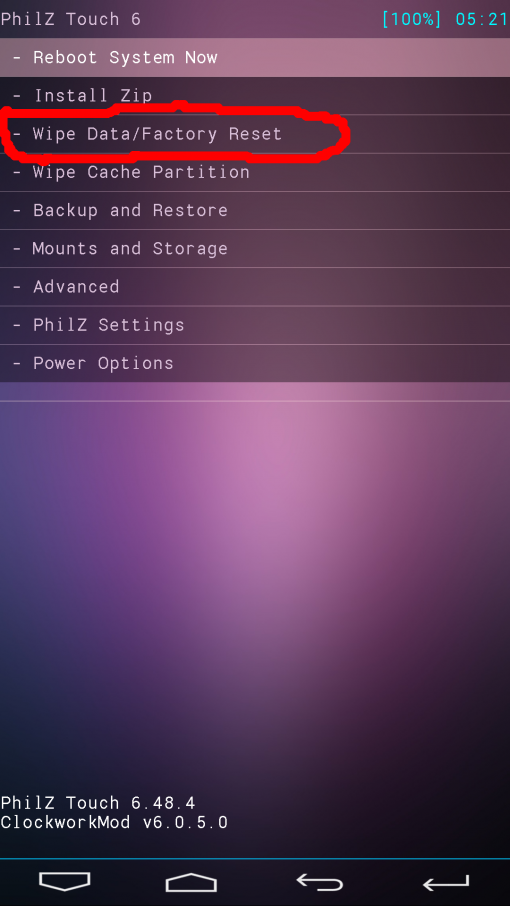 PhilZ Touch 6 [100%] 05:21
- Reboot System Now
- Install Zip
- Wipe Data/Factory Reset
- Wipe Cache Partition
- Backup and Restore
- Mounts and Storage
- Advanced
- PhilZ Settings
- Power Options
PhilZ Touch 6.48.4
ClockworkMod v6.0.5.0